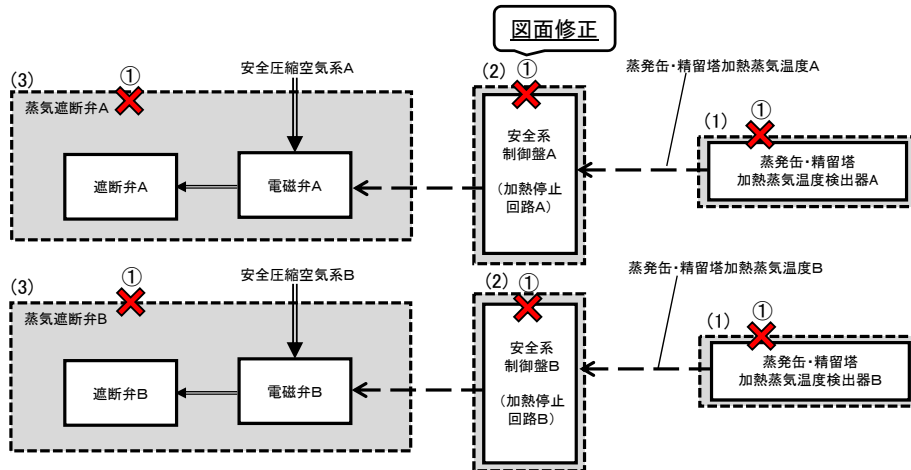 図面修正
(3)
①
蒸気遮断弁A
安全圧縮空気系A
遮断弁A
電磁弁A
(2)
①
安全系
制御盤A
(加熱停止
回路A)
蒸発缶・精留塔加熱蒸気温度A
(1)
①
蒸発缶・精留塔
加熱蒸気温度検出器A
(3)
①
蒸気遮断弁B
安全圧縮空気系B
遮断弁B
電磁弁B
(2)
①
安全系
制御盤B
(加熱停止
回路B)
蒸発缶・精留塔加熱蒸気温度B
(1)
①
蒸発缶・精留塔
加熱蒸気温度検出器B